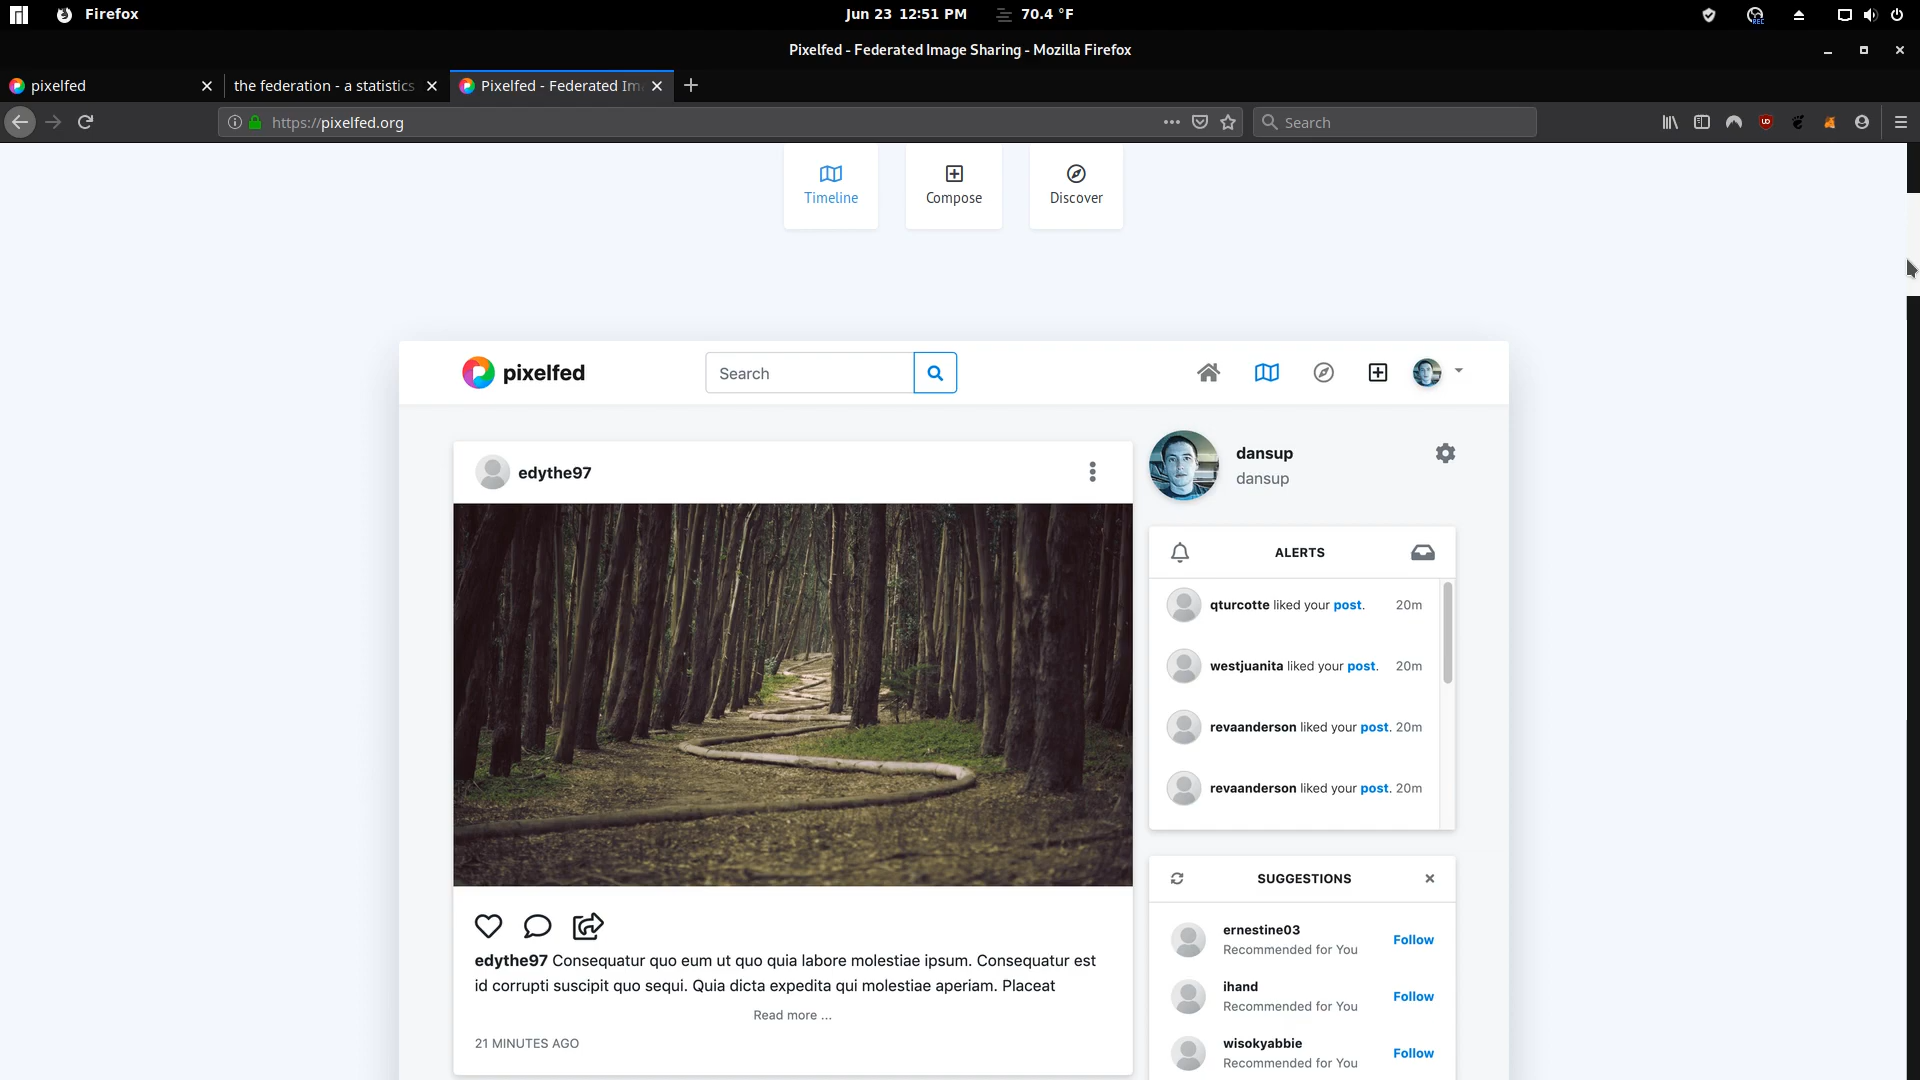 Firefox
Jun 23 12:51 PM
70.4 °F
REC
Pixelfed - Federated Image Sharing - Mozilla Firefox
pixelfed
the federation - a statistics
Pixelfed - Federated Im
https://pixelfed.org
Search
Timeline
Compose
Discover
pixelfed
Search
edythe97
dansup
dansup
ALERTS
qturcotte liked your post. 20m
westjuanita liked your post. 20m
revaanderson liked your post. 20m
revaanderson liked your post. 20m
SUGGESTIONS
ernestine03
Recommended for You
Follow
ihand
Recommended for You
Follow
wisokyabbie
Recommended for You
Follow
edythe97 Consequatur quo eum ut quo quia labore molestiae ipsum. Consequatur est
id corrupti suscipit quo sequi. Quia dicta expedita qui molestiae aperiam. Placeat
Read more ...
21 MINUTES AGO